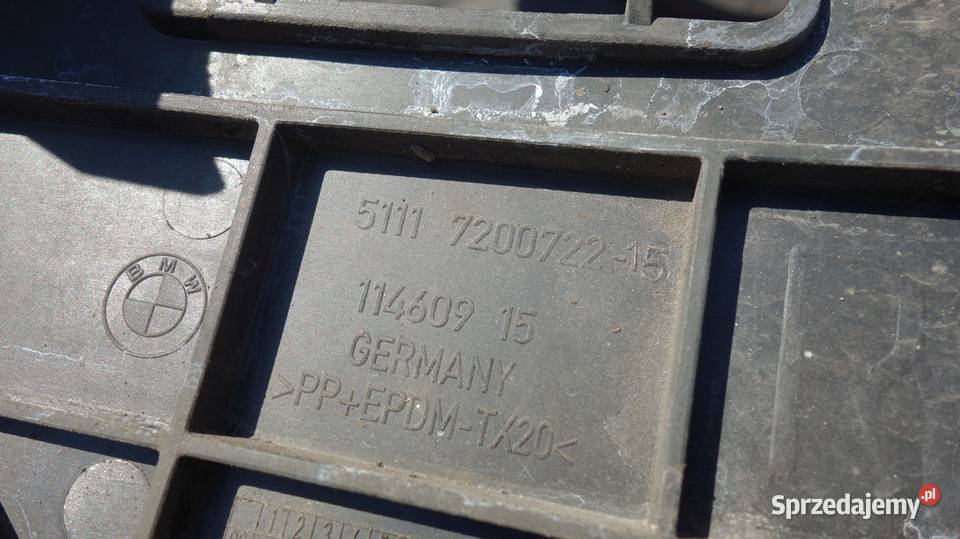 5111 7200722-15
BMW
114609 15
GERMANY
>PP+EPDM-TX20<
Sprzedajemy.pl